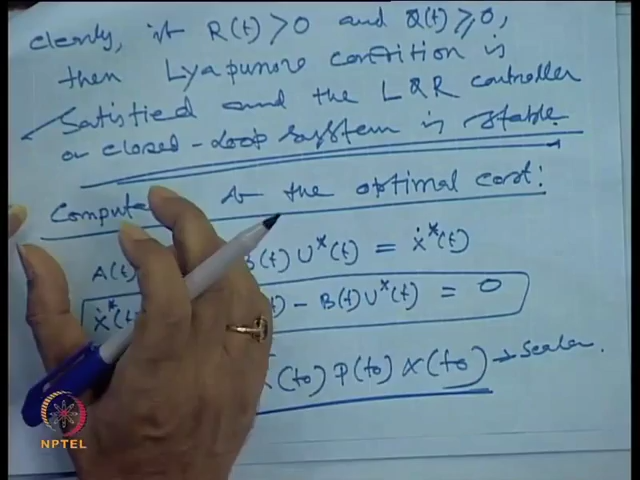 clearly, if R(t) > 0 and Q(t) ≥ 0,
then Lyapunov condition is
satisfied and the LQR controller
or closed-loop system is stable.
Compute the optimal cost:
A(t) B(t) U*(t) = ẋ*(t)
ẋ*(t) - B(t) U*(t) = 0
(t0) P(t0) X(t0) → Scalar.
NPTEL